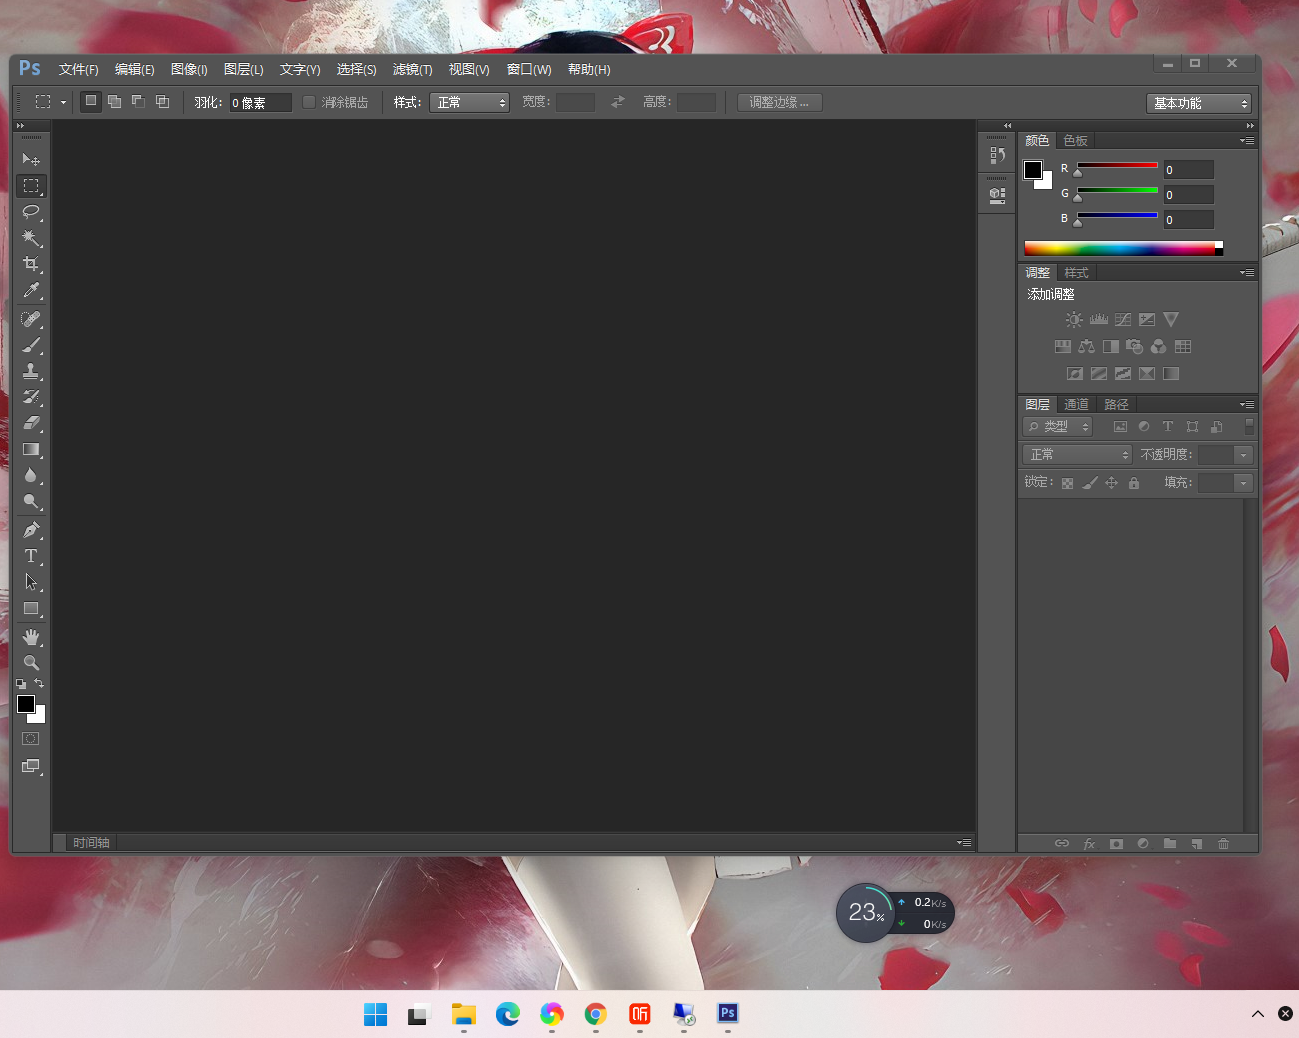 Ps 文件(F) 编辑(E) 图像(I) 图层(L) 文字(Y) 选择(S) 滤镜(T) 视图(V) 窗口(W) 帮助(H)
羽化: 0 像素 消除锯齿 样式: 正常 宽度: 高度: 调整边缘... 基本功能
颜色 色板
R 0
G 0
B 0
调整 样式
添加调整
图层 通道 路径
类型
正常 不透明度:
锁定: 填充:
T
时间轴
fx
23% 0.2K/s
0K/s
听 Ps